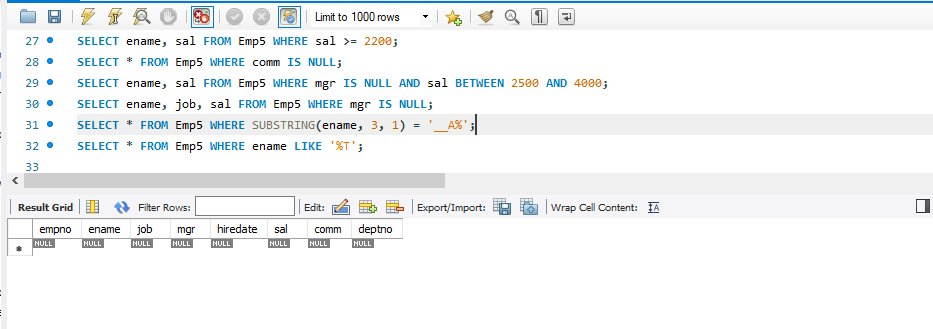 Limit to 1000 rows
27 SELECT ename, sal FROM Emp5 WHERE sal >= 2200;
28 SELECT * FROM Emp5 WHERE comm IS NULL;
29 SELECT ename, sal FROM Emp5 WHERE mgr IS NULL AND sal BETWEEN 2500 AND 4000;
30 SELECT ename, job, sal FROM Emp5 WHERE mgr IS NULL;
31 SELECT * FROM Emp5 WHERE SUBSTRING(ename, 3, 1) = '__A%';
32 SELECT * FROM Emp5 WHERE ename LIKE '%T';
33
Result Grid Filter Rows: Edit: Export/Import: Wrap Cell Content: IA
empno ename job mgr hiredate sal comm deptno
NULL NULL NULL NULL NULL NULL NULL NULL